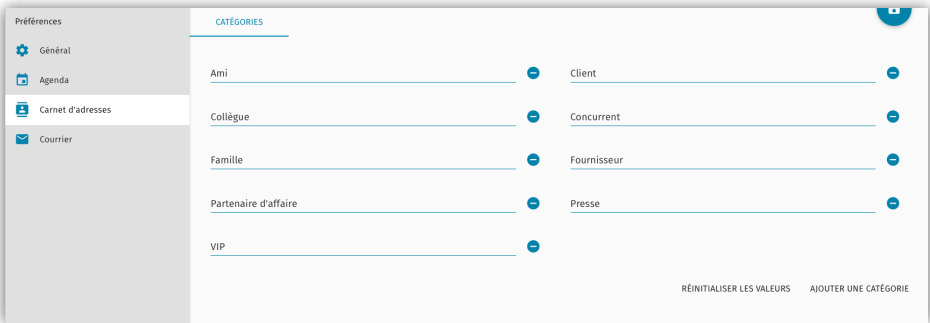 Préférences
CATÉGORIES
Général
Agenda
Carnet d'adresses
Courrier
Ami
Client
Collègue
Concurrent
Famille
Fournisseur
Partenaire d'affaire
Presse
VIP
RÉINITIALISER LES VALEURS
AJOUTER UNE CATÉGORIE